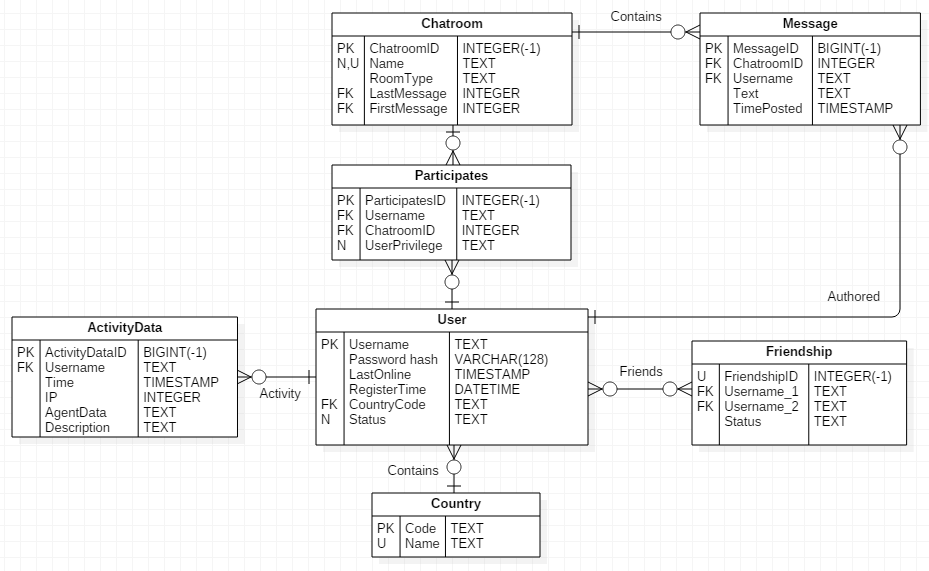 Chatroom
PK ChatroomID INTEGER(-1)
N,U Name TEXT
RoomType TEXT
FK LastMessage INTEGER
FK FirstMessage INTEGER
Contains
Message
PK MessageID BIGINT(-1)
FK ChatroomID INTEGER
FK Username TEXT
Text TEXT
TimePosted TIMESTAMP
Participates
PK ParticipatesID INTEGER(-1)
FK Username TEXT
FK ChatroomID INTEGER
N UserPrivilege TEXT
Authored
ActivityData
PK ActivityDataID BIGINT(-1)
FK Username TEXT
Time TIMESTAMP
IP INTEGER
AgentData TEXT
Description TEXT
Activity
User
PK Username TEXT
Password hash VARCHAR(128)
LastOnline TIMESTAMP
RegisterTime DATETIME
FK CountryCode TEXT
N Status TEXT
Friends
Friendship
U FriendshipID INTEGER(-1)
FK Username_1 TEXT
FK Username_2 TEXT
Status TEXT
Contains
Country
PK Code TEXT
U Name TEXT